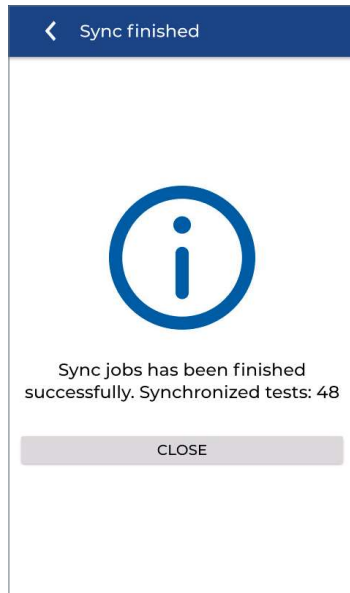 Sync finished
Sync jobs has been finished
successfully. Synchronized tests: 48
CLOSE